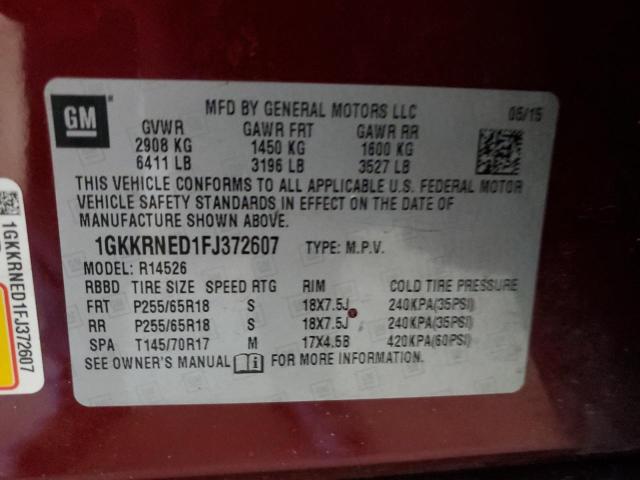 GM
MFD BY GENERAL MOTORS LLC 05/15
GVWR GAWR FRT GAWR RR
2908 KG 1450 KG 1600 KG
6411 LB 3196 LB 3527 LB
THIS VEHICLE CONFORMS TO ALL APPLICABLE U.S. FEDERAL MOTOR
VEHICLE SAFETY STANDARDS IN EFFECT ON THE DATE OF
MANUFACTURE SHOWN ABOVE.
1GKKRNED1FJ372607 TYPE: M.P.V.
MODEL: R14526
RBBD TIRE SIZE SPEED RTG RIM COLD TIRE PRESSURE
FRT P255/65R18 S 18X7.5J 240KPA(35PSI)
RR P255/65R18 S 18X7.5J 240KPA(35PSI)
SPA T145/70R17 M 17X4.5B 420KPA(60PSI)
SEE OWNER'S MANUAL FOR MORE INFORMATION.
1GKKRNED1FJ372607